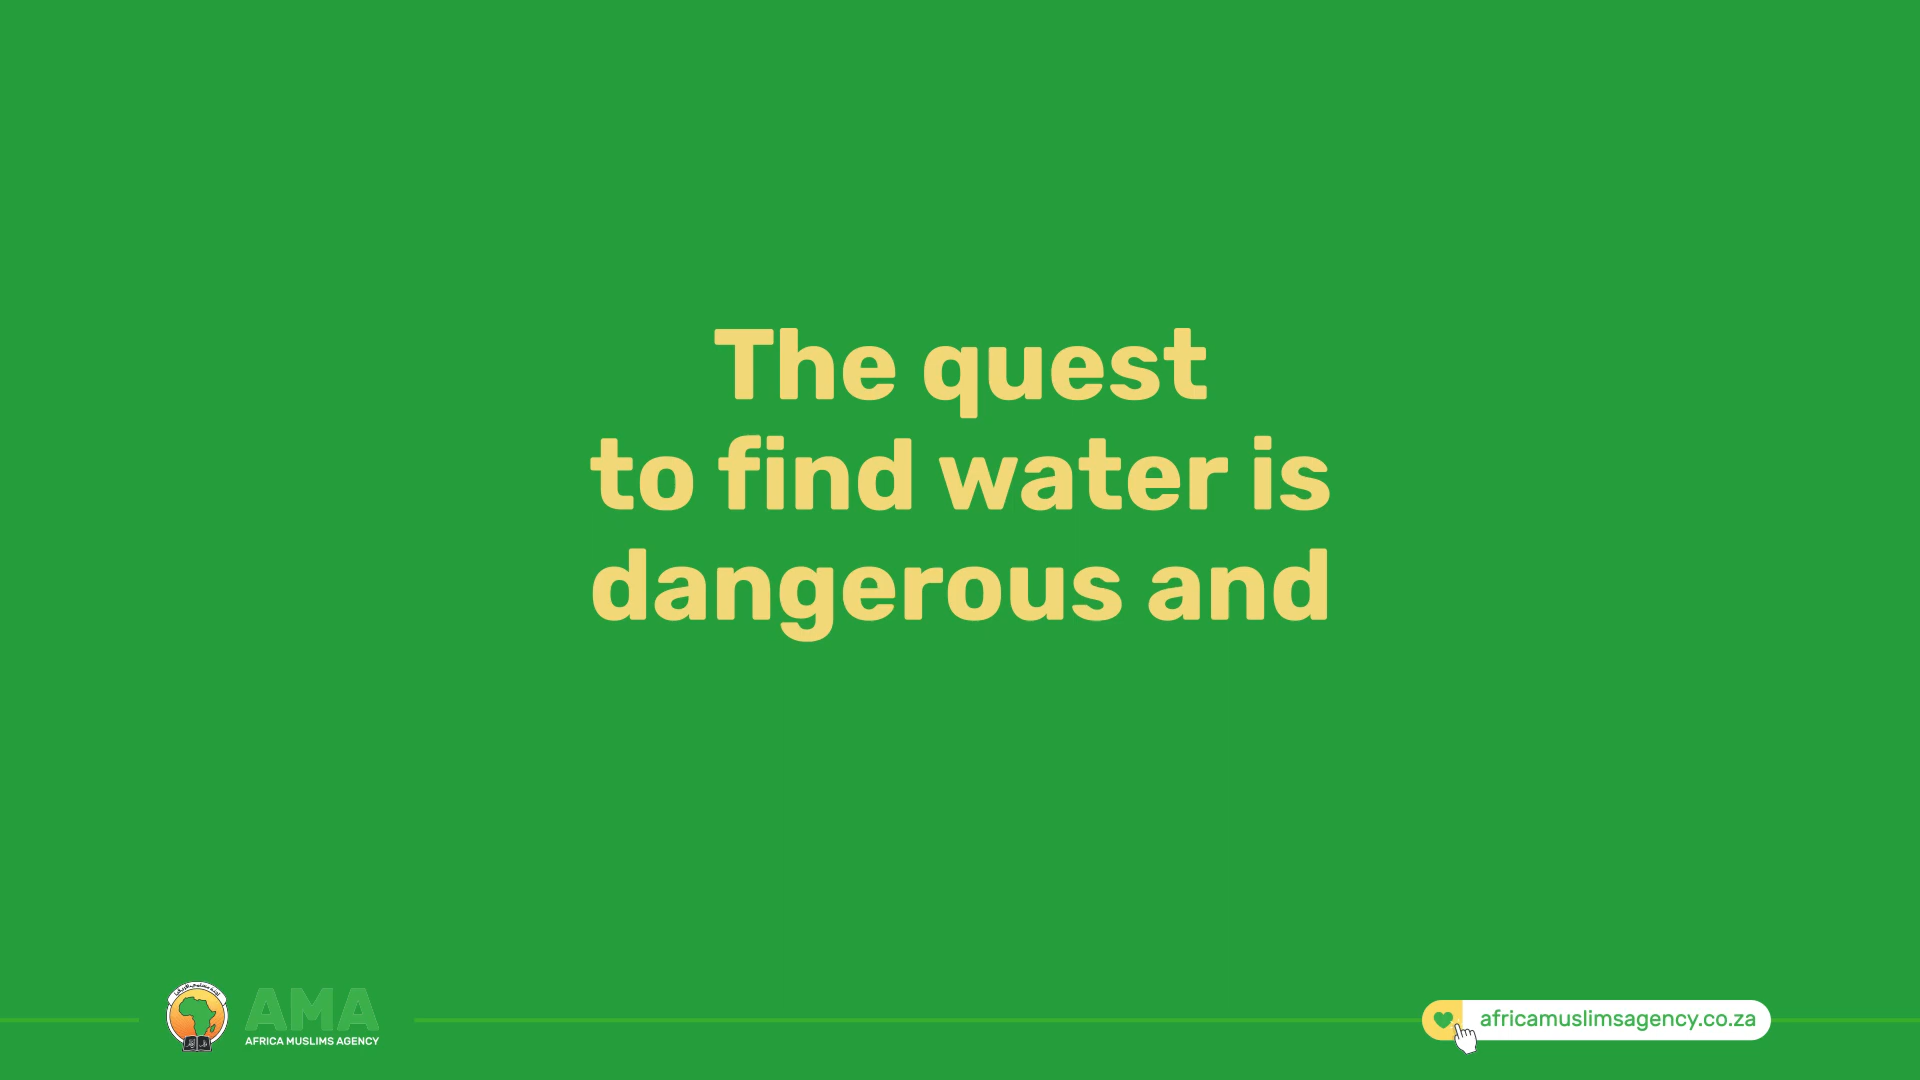 The quest
to find water is
dangerous and
AMA
AFRICA MUSLIMS AGENCY
africamuslimsagency.co.za